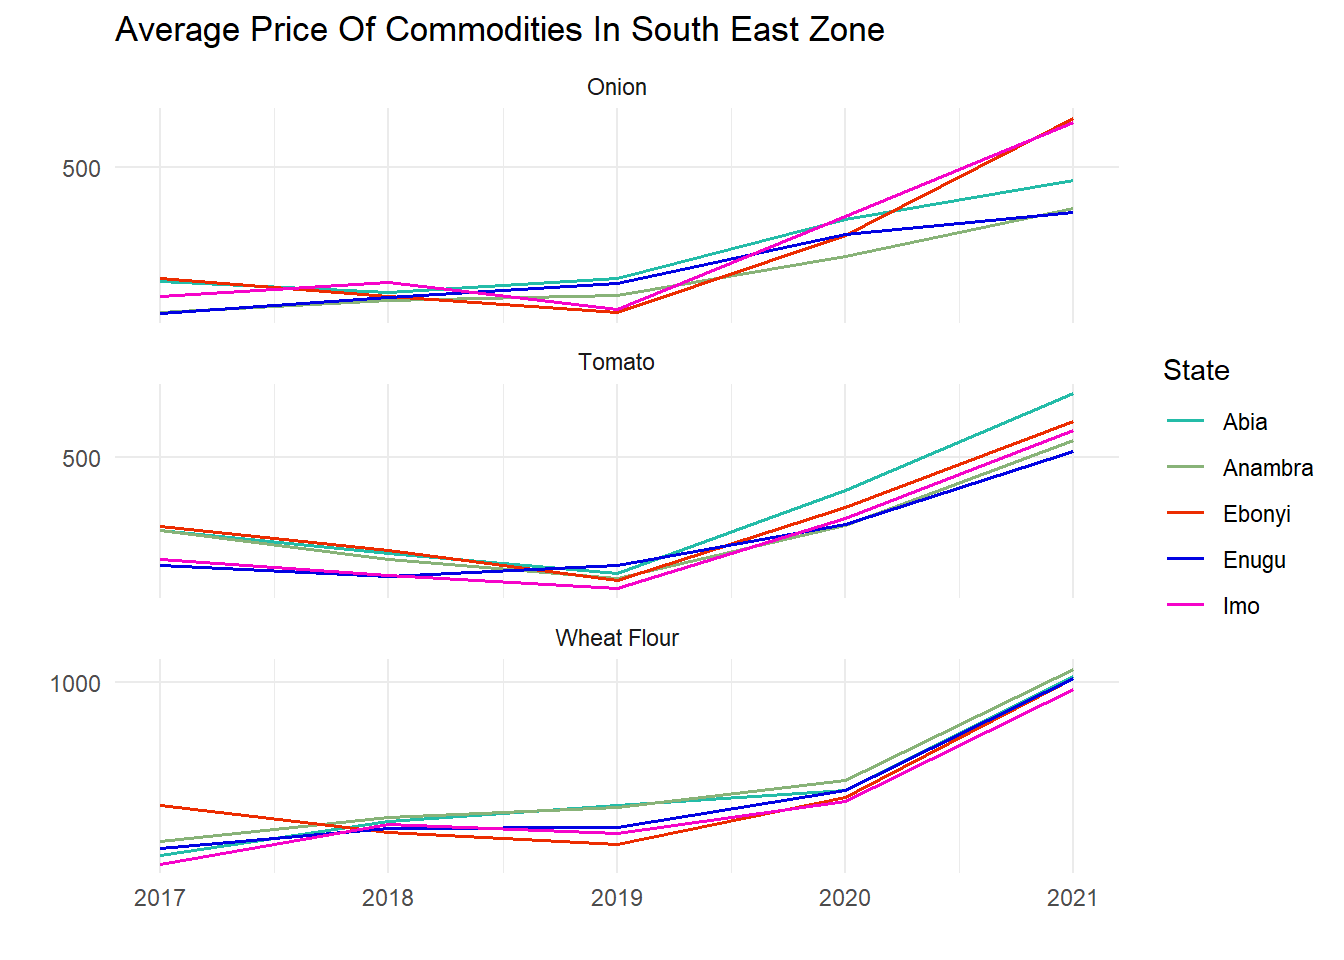 Average Price Of Commodities In South East Zone
Onion
500
Tomato
500
Wheat Flour
1000
2017 2018 2019 2020 2021
State
Abia
Anambra
Ebonyi
Enugu
Imo